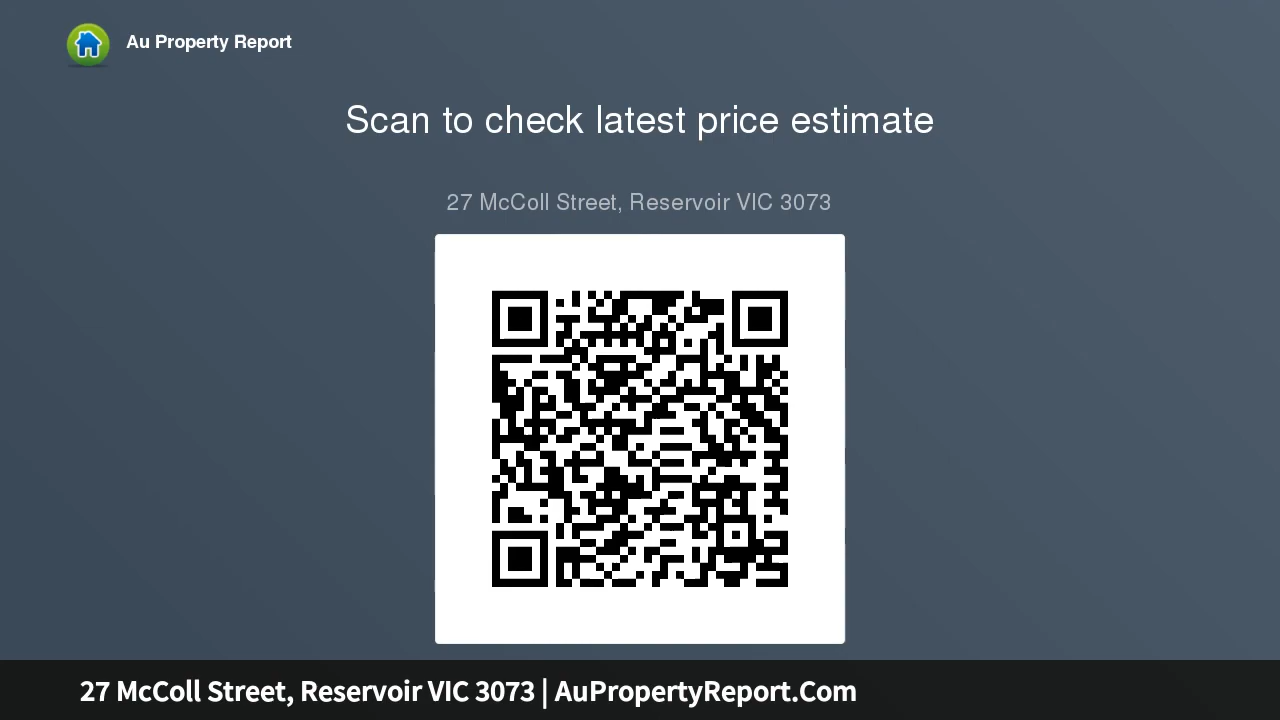 Au Property Report
Scan to check latest price estimate
27 McColl Street, Reservoir VIC 3073
27 McColl Street, Reservoir VIC 3073 | AuPropertyReport.Com